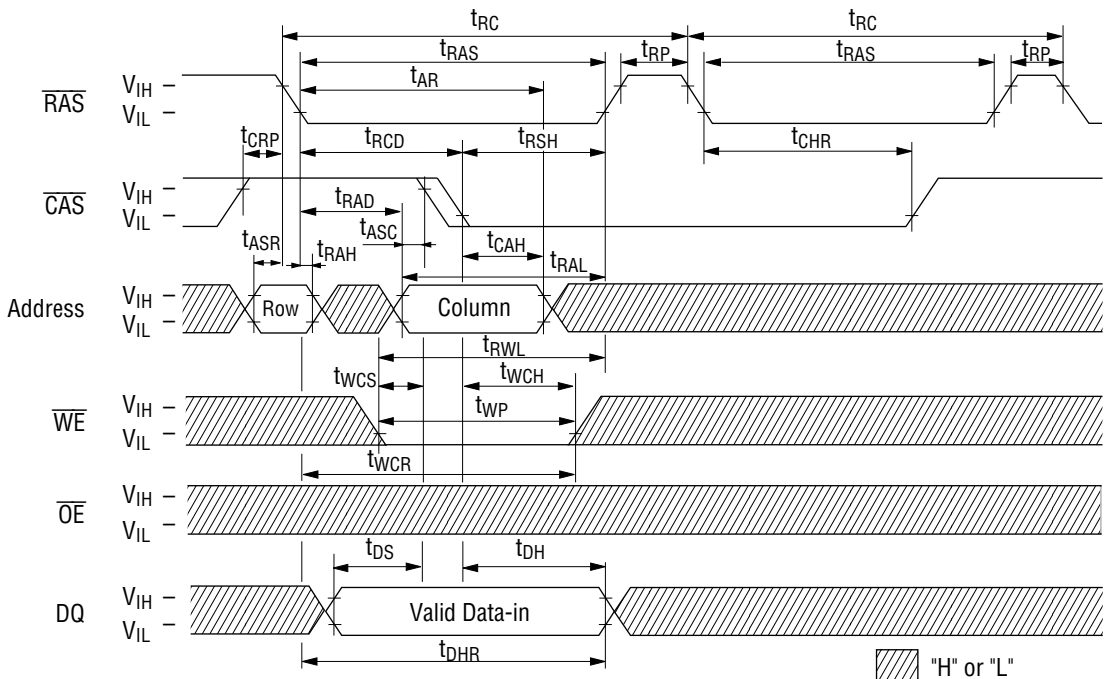 tRC tRC
tRAS tRP tRAS tRP
tAR
RAS VIH
VIL
tCRP tRCD tRSH tCHR
CAS VIH
VIL
tRAD
tASC
tCAH
tASR tRAH tRAL
Address VIH
VIL
Row Column
tRWL
tWCS tWCH
WE VIH
VIL
tWP
tWCR
OE VIH
VIL
tDS tDH
DQ VIH
VIL
Valid Data-in
tDHR
"H" or "L"